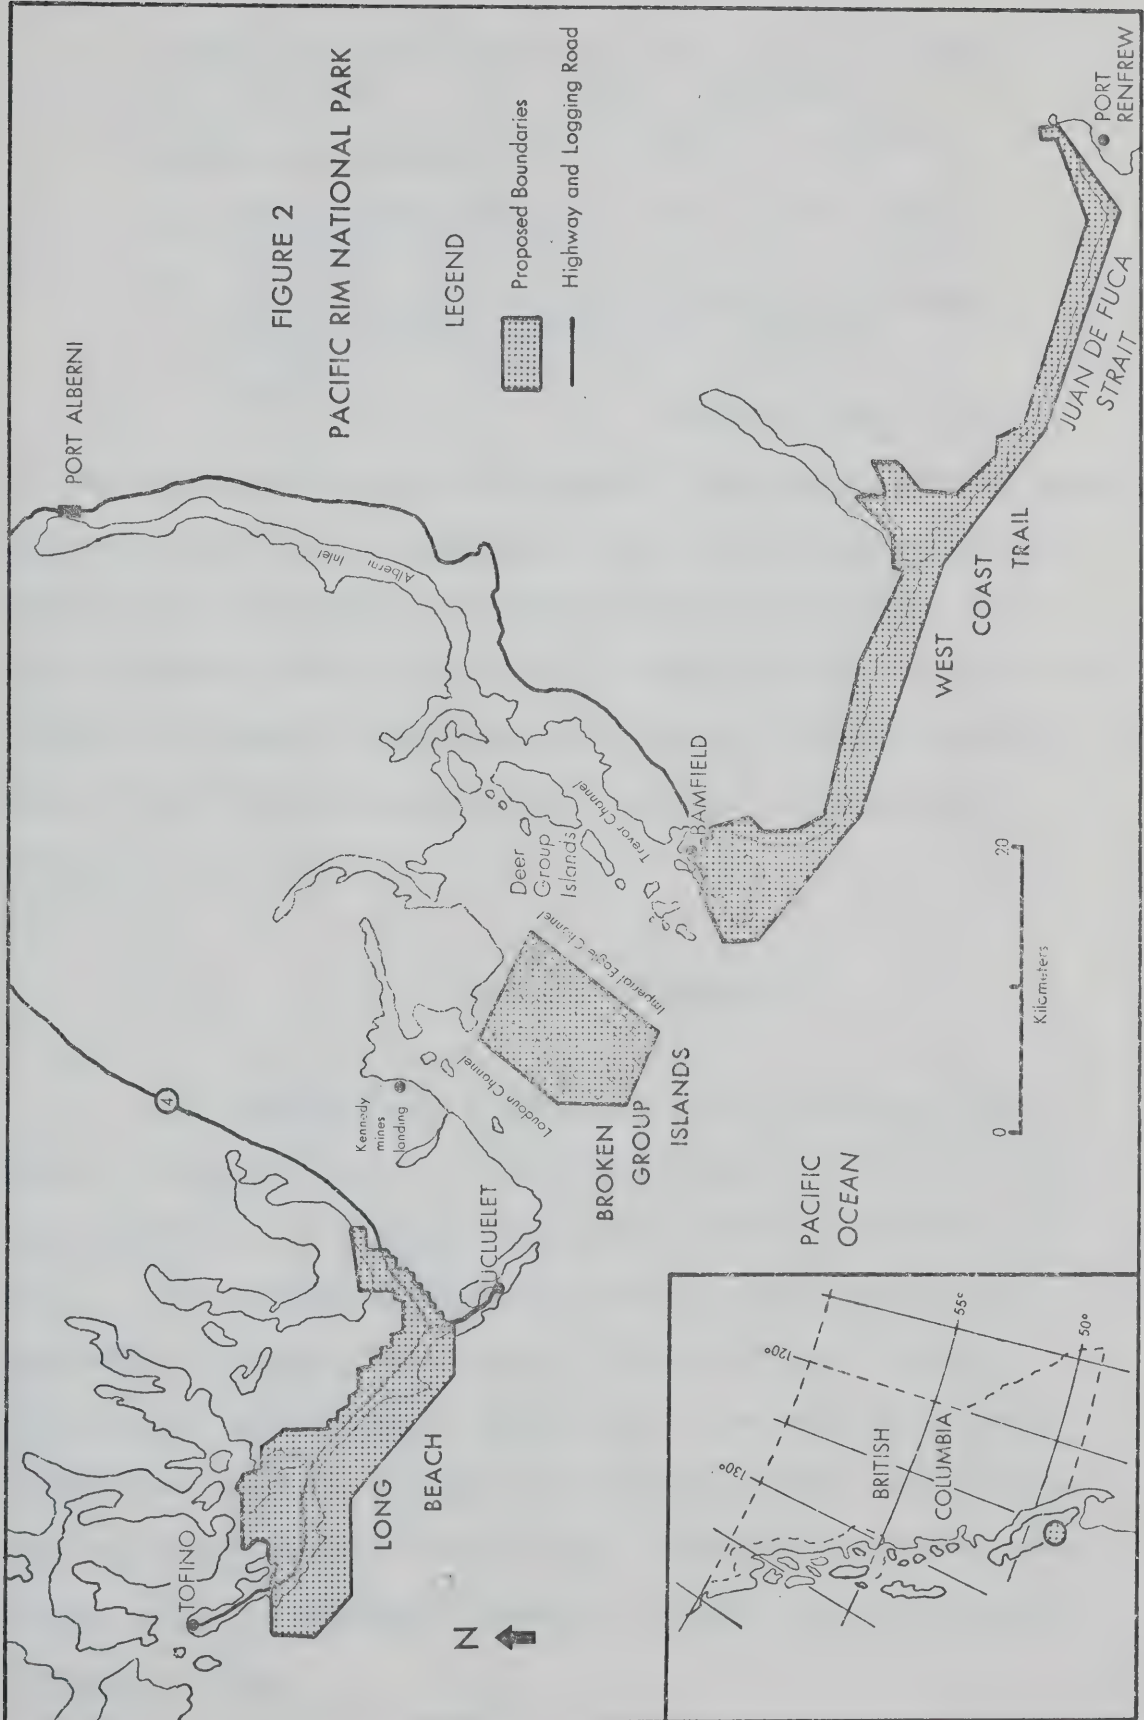 FIGURE 2
PACIFIC RIM NATIONAL PARK
LEGEND
Proposed Boundaries
Highway and Logging Road
PORT ALBERNI
Alberni
Inlet
4
Kennedy
mines
landing
TOFINO
UCLUELET
LONG
BEACH
Loudoun Channel
Imperial Eagle Channel
BROKEN
GROUP
ISLANDS
Deer
Group
Islands
Trevor Channel
BAMFIELD
WEST
COAST
TRAIL
JUAN DE FUCA
STRAIT
PORT
RENFREW
PACIFIC
OCEAN
N
0
20
Kilometers
130°
120°
55°
50°
BRITISH
COLUMBIA